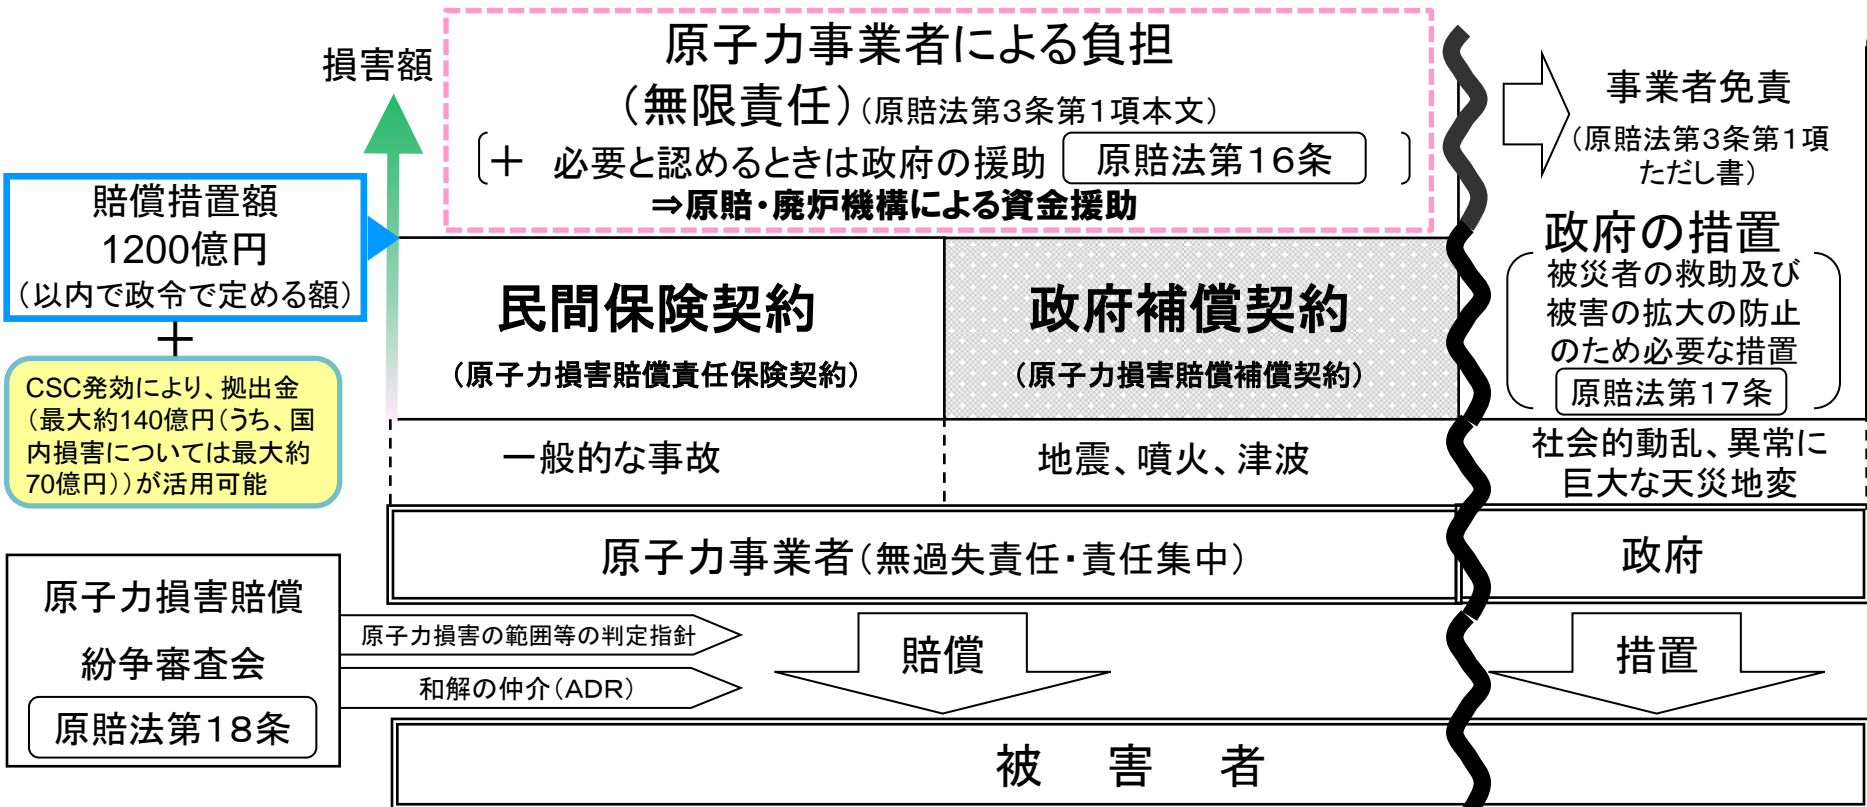 損害額
原子力事業者による負担
（無限責任）（原賠法第3条第1項本文）
＋ 必要と認めるときは政府の援助 原賠法第16条
⇒原賠・廃炉機構による資金援助
事業者免責
（原賠法第3条第1項
ただし書）
賠償措置額
1200億円
（以内で政令で定める額）
＋
CSC発効により、拠出金
（最大約140億円（うち、国
内損害については最大約
70億円））が活用可能
民間保険契約
（原子力損害賠償責任保険契約）
政府補償契約
（原子力損害賠償補償契約）
政府の措置
被災者の救助及び
被害の拡大の防止
のため必要な措置
原賠法第17条
一般的な事故
地震、噴火、津波
社会的動乱、異常に
巨大な天災地変
原子力事業者（無過失責任・責任集中）
政府
原子力損害賠償
紛争審査会
原賠法第18条
原子力損害の範囲等の判定指針
和解の仲介（ADR）
賠償
措置
被 害 者